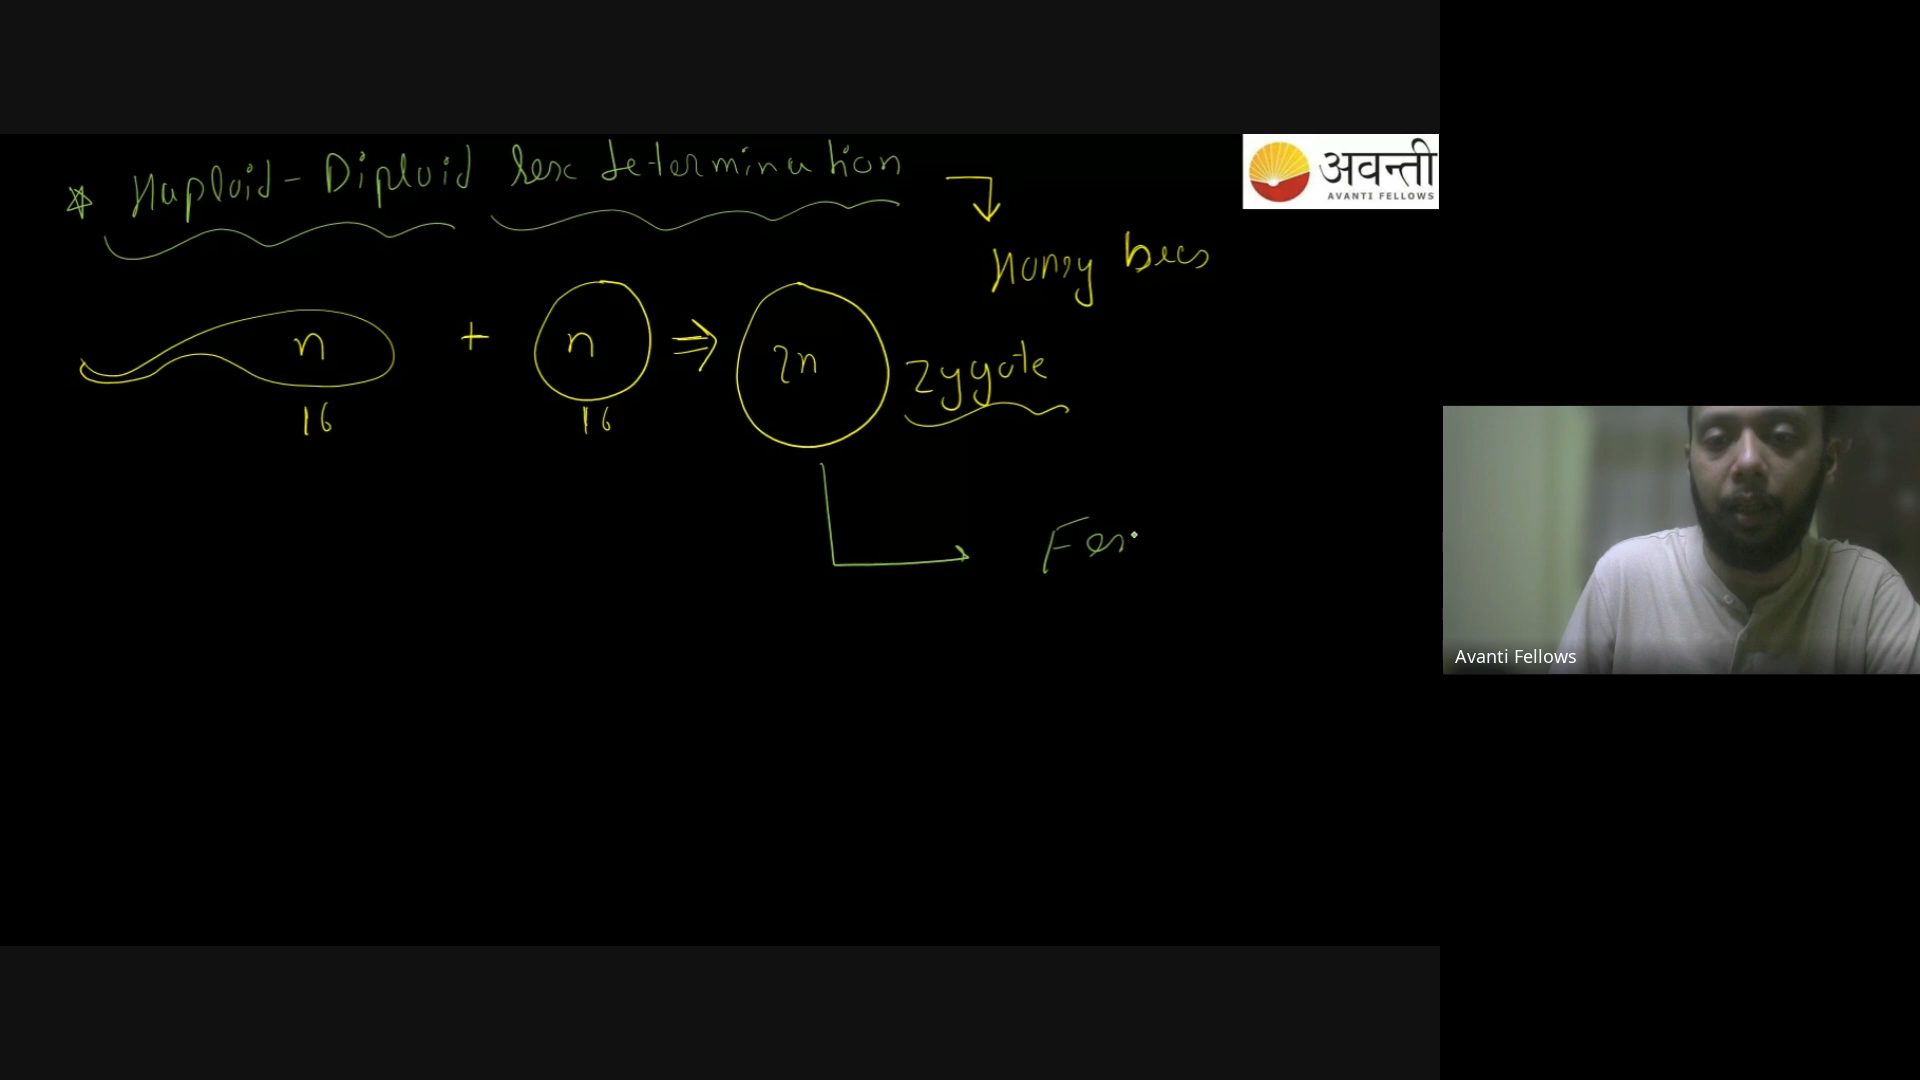 * Haploid - Diploid Sex determination
Honey bees
n + n ⇒ 2n Zygote
16 16
Fe
अवन्ती
AVANTI FELLOWS
Avanti Fellows